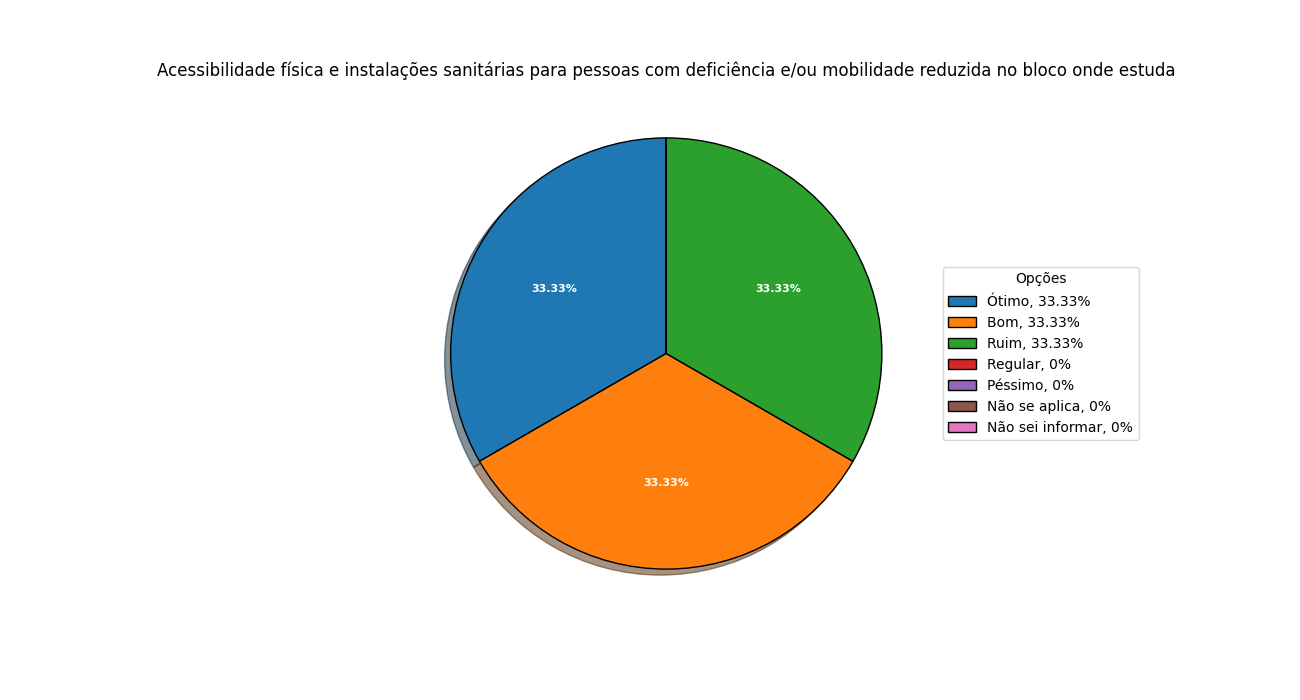 Acessibilidade física e instalações sanitárias para pessoas com deficiência e/ou mobilidade reduzida no bloco onde estuda
33.33%
33.33%
33.33%
Opções
Ótimo, 33.33%
Bom, 33.33%
Ruim, 33.33%
Regular, 0%
Péssimo, 0%
Não se aplica, 0%
Não sei informar, 0%